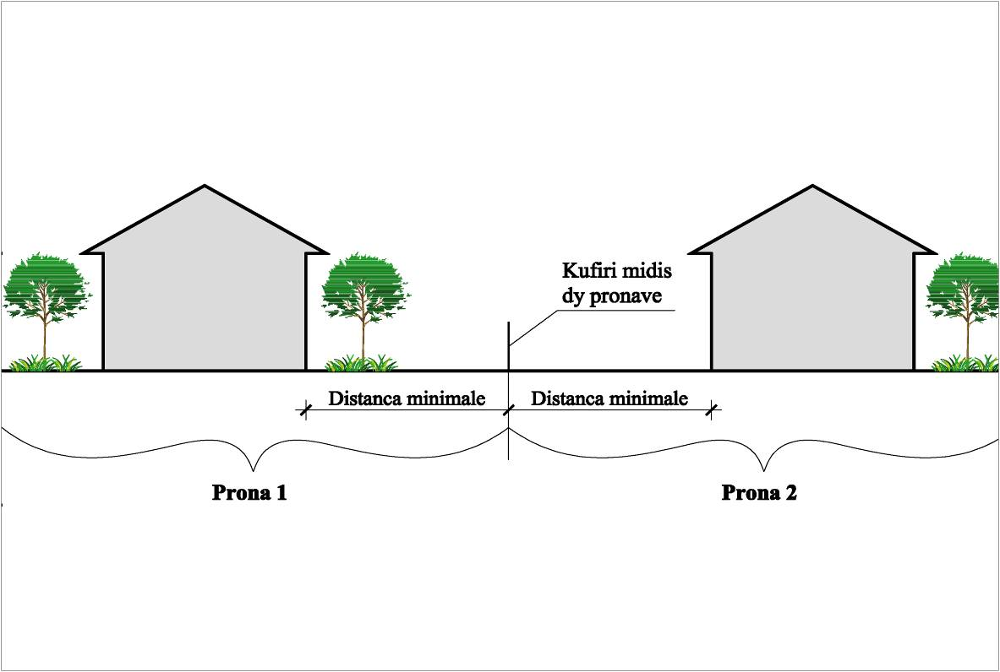 Kufiri midis
dy pronave
Distanca minimale
Distanca minimale
Prona 1
Prona 2